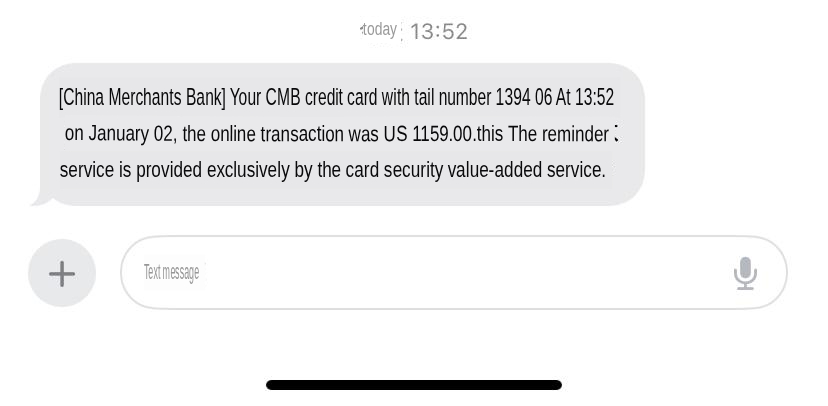 today 13:52
[China Merchants Bank] Your CMB credit card with tail number 1394 06 At 13:52
on January 02, the online transaction was US 1159.00.this The reminder :
service is provided exclusively by the card security value-added service.
Text message